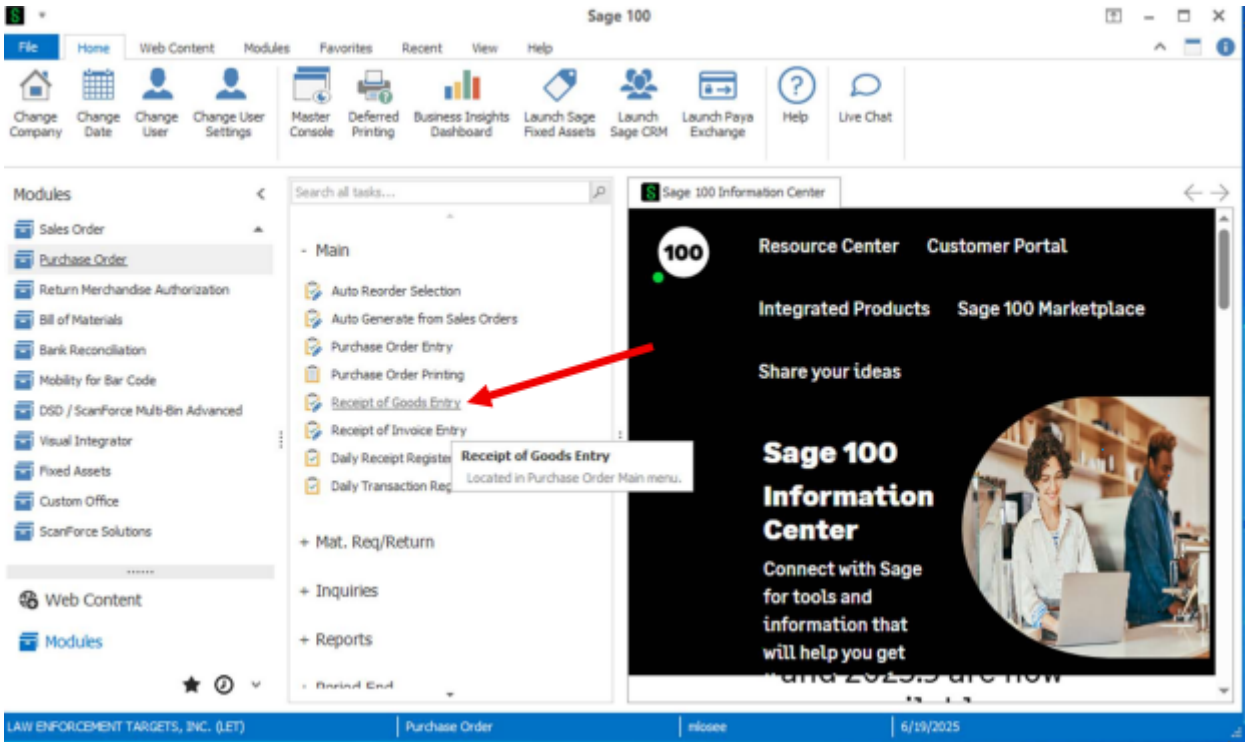 Sage 100
File Home Web Content Modules Favorites Recent View Help
Change Company
Change Date
Change User
Change User Settings
Master Console
Deferred Printing
Business Insights Dashboard
Launch Sage Fixed Assets
Launch Sage CRM
Launch Paya Exchange
Help
Live Chat
Modules
Sales Order
Purchase Order
Return Merchandise Authorization
Bill of Materials
Bank Reconciliation
Mobility for Bar Code
DSD / ScanForce Multi-Bin Advanced
Visual Integrator
Fixed Assets
Custom Office
ScanForce Solutions
Web Content
Modules
Search all tasks...
- Main
Auto Reorder Selection
Auto Generate from Sales Orders
Purchase Order Entry
Purchase Order Printing
Receipt of Goods Entry
Receipt of Invoice Entry
Daily Receipt Register
Daily Transaction Reg
Receipt of Goods Entry
Located in Purchase Order Main menu.
+ Mat. Req/Return
+ Inquiries
+ Reports
+ Period End
Sage 100 Information Center
100
Resource Center Customer Portal
Integrated Products Sage 100 Marketplace
Share your ideas
Sage 100
Information
Center
Connect with Sage
for tools and
information that
will help you get
and 2025.3 are now
LAW ENFORCEMENT TARGETS, INC. (LET) Purchase Order mlosee 6/19/2025